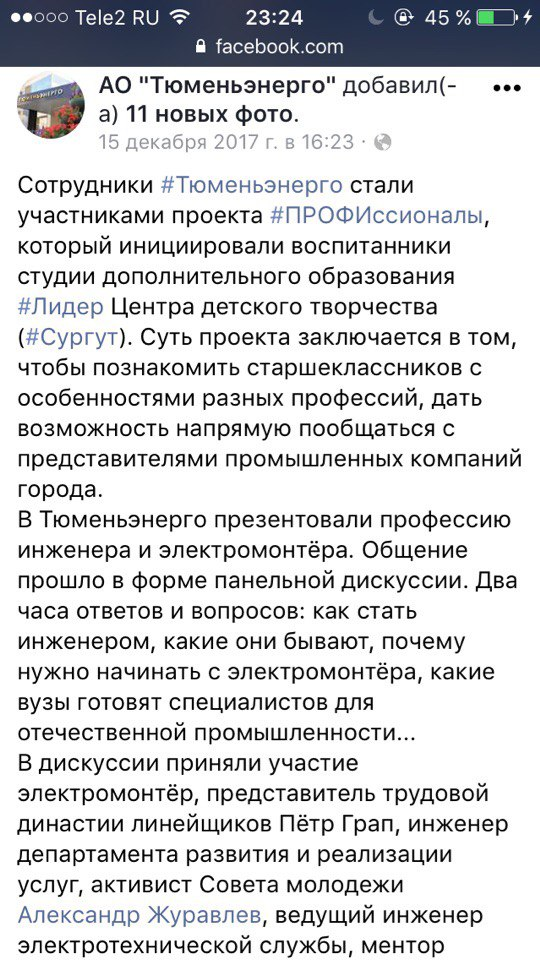 Tele2 RU 23:24 45 %
facebook.com
ТЮМЕНЬЭНЕРГО
АО "Тюменьэнерго" добавил(-
а) 11 новых фото.
15 декабря 2017 г. в 16:23 ·
Сотрудники #Тюменьэнерго стали
участниками проекта #ПРОФИссионалы,
который инициировали воспитанники
студии дополнительного образования
#Лидер Центра детского творчества
(#Сургут). Суть проекта заключается в том,
чтобы познакомить старшеклассников с
особенностями разных профессий, дать
возможность напрямую пообщаться с
представителями промышленных компаний
города.
В Тюменьэнерго презентовали профессию
инженера и электромонтёра. Общение
прошло в форме панельной дискуссии. Два
часа ответов и вопросов: как стать
инженером, какие они бывают, почему
нужно начинать с электромонтёра, какие
вузы готовят специалистов для
отечественной промышленности...
В дискуссии приняли участие
электромонтёр, представитель трудовой
династии линейщиков Пётр Грап, инженер
департамента развития и реализации
услуг, активист Совета молодежи
Александр Журавлев, ведущий инженер
электротехнической службы, ментор